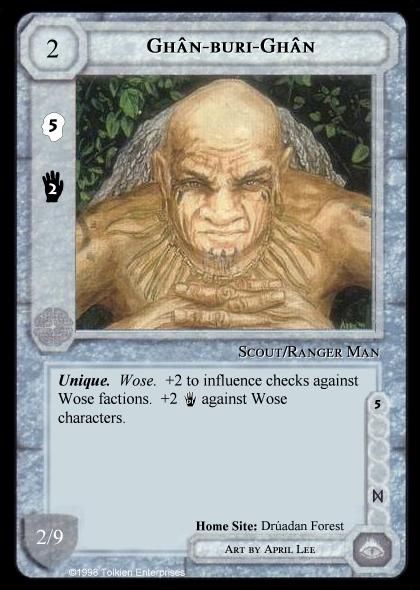 2
GHÂN-BURI-GHÂN
5
2
SCOUT/RANGER MAN
Unique. Wose. +2 to influence checks against
Wose factions. +2 against Wose
characters.
5
Home Site: Drúadan Forest
2/9
ART BY APRIL LEE
©1998 Tolkien Enterprises